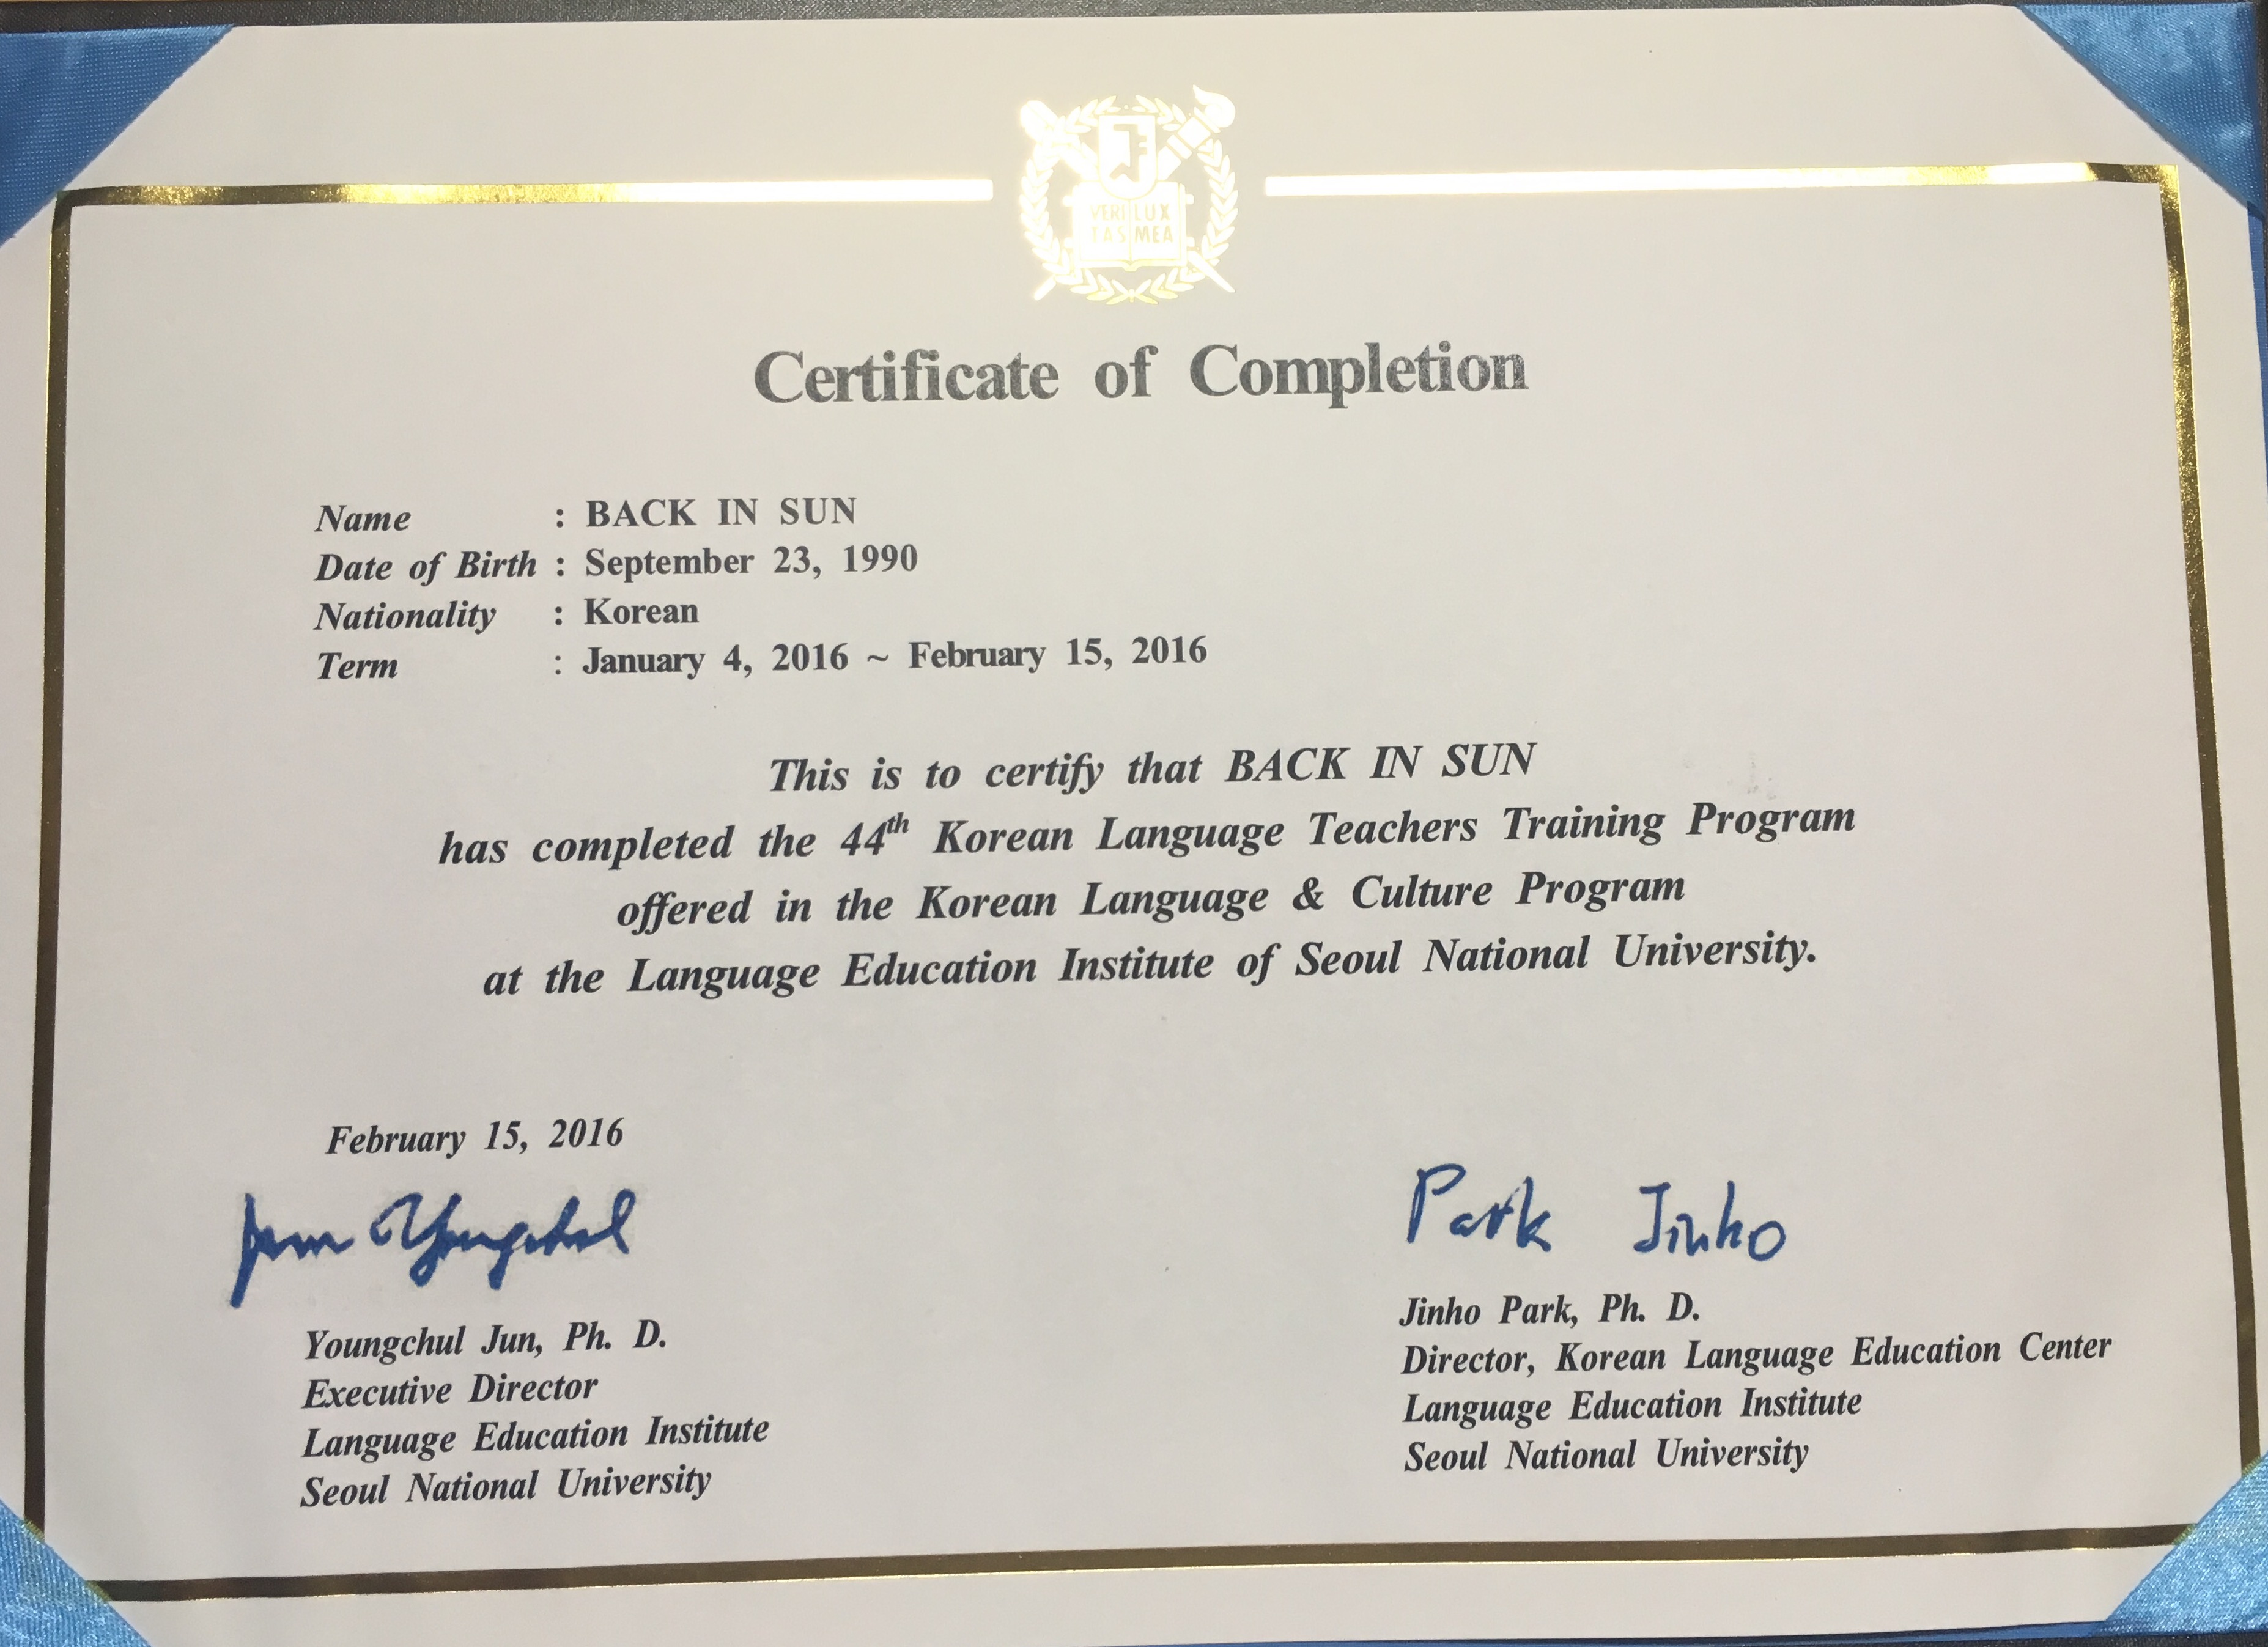 VERI LUX
TAS MEA
Certificate of Completion
Name : BACK IN SUN
Date of Birth : September 23, 1990
Nationality : Korean
Term : January 4, 2016 ~ February 15, 2016
This is to certify that BACK IN SUN
has completed the 44th Korean Language Teachers Training Program
offered in the Korean Language & Culture Program
at the Language Education Institute of Seoul National University.
February 15, 2016
Jun Youngchul
Park Jinho
Youngchul Jun, Ph. D.
Executive Director
Language Education Institute
Seoul National University
Jinho Park, Ph. D.
Director, Korean Language Education Center
Language Education Institute
Seoul National University